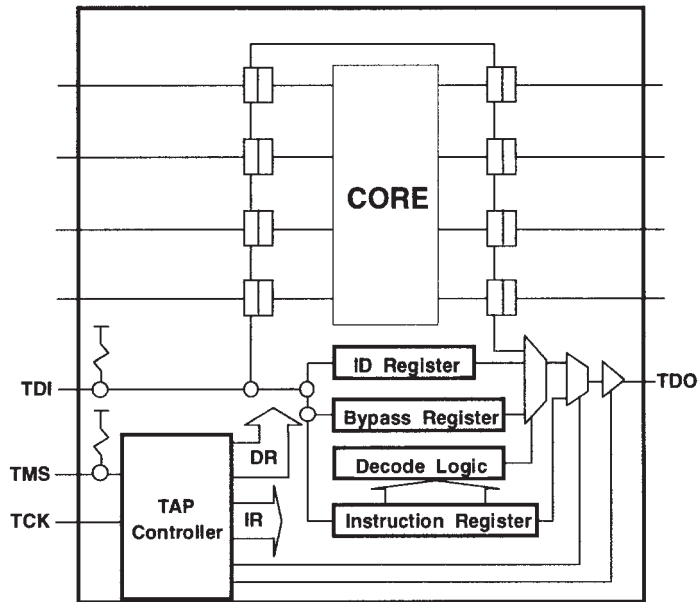 CORE
ID Register
TDI
TDO
Bypass Register
DR
Decode Logic
TMS
TAP
Controller
TCK
IR
Instruction Register